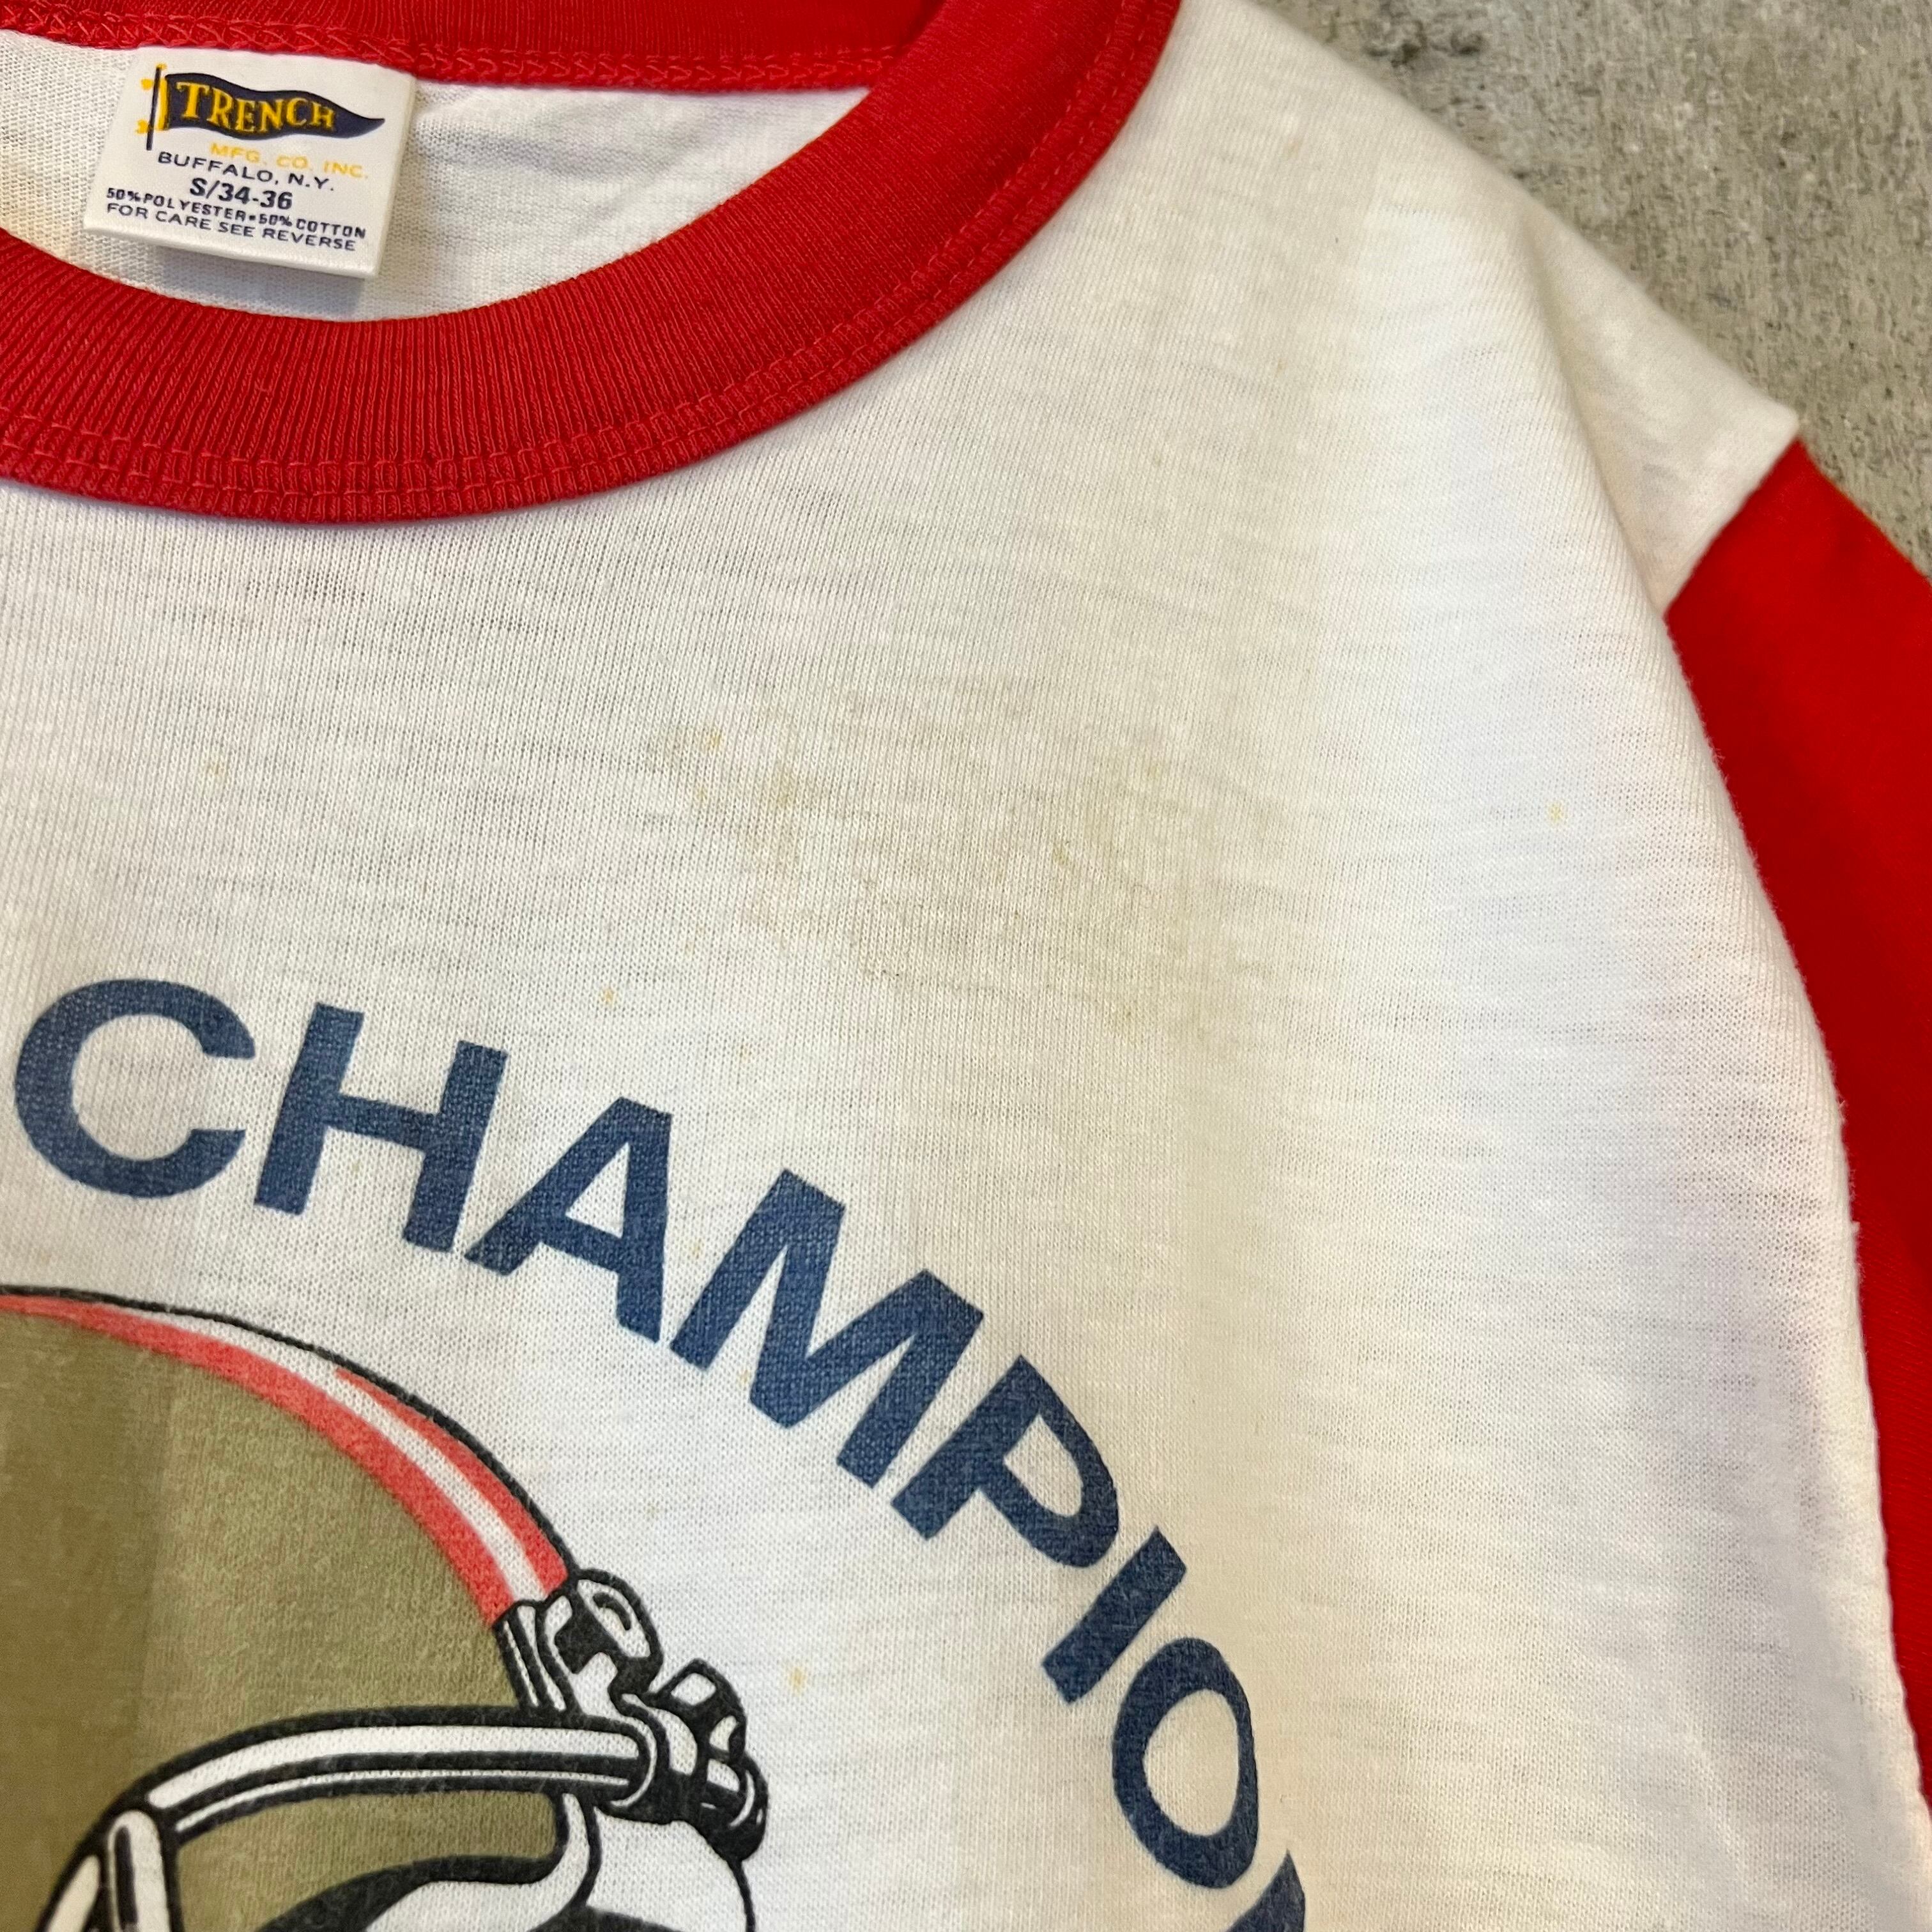 TRENCH
MFG. CO. INC.
BUFFALO, N.Y.
S/34-36
50% POLYESTER•50% COTTON
FOR CARE SEE REVERSE
CHAMPIO